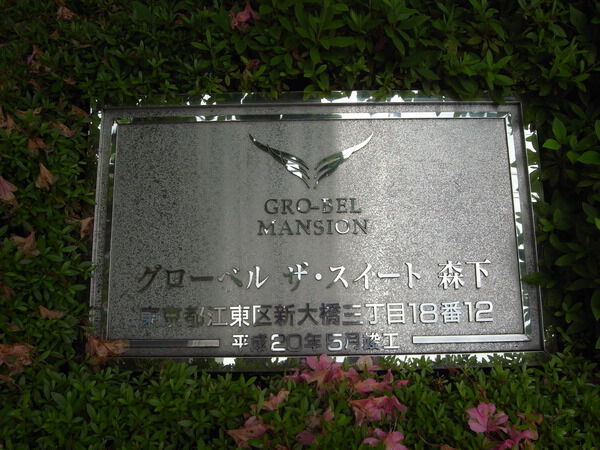 GRO-BEL
MANSION
グローベル ザ・スイート 森下
東京都江東区新大橋三丁目18番12
平成20年5月竣工